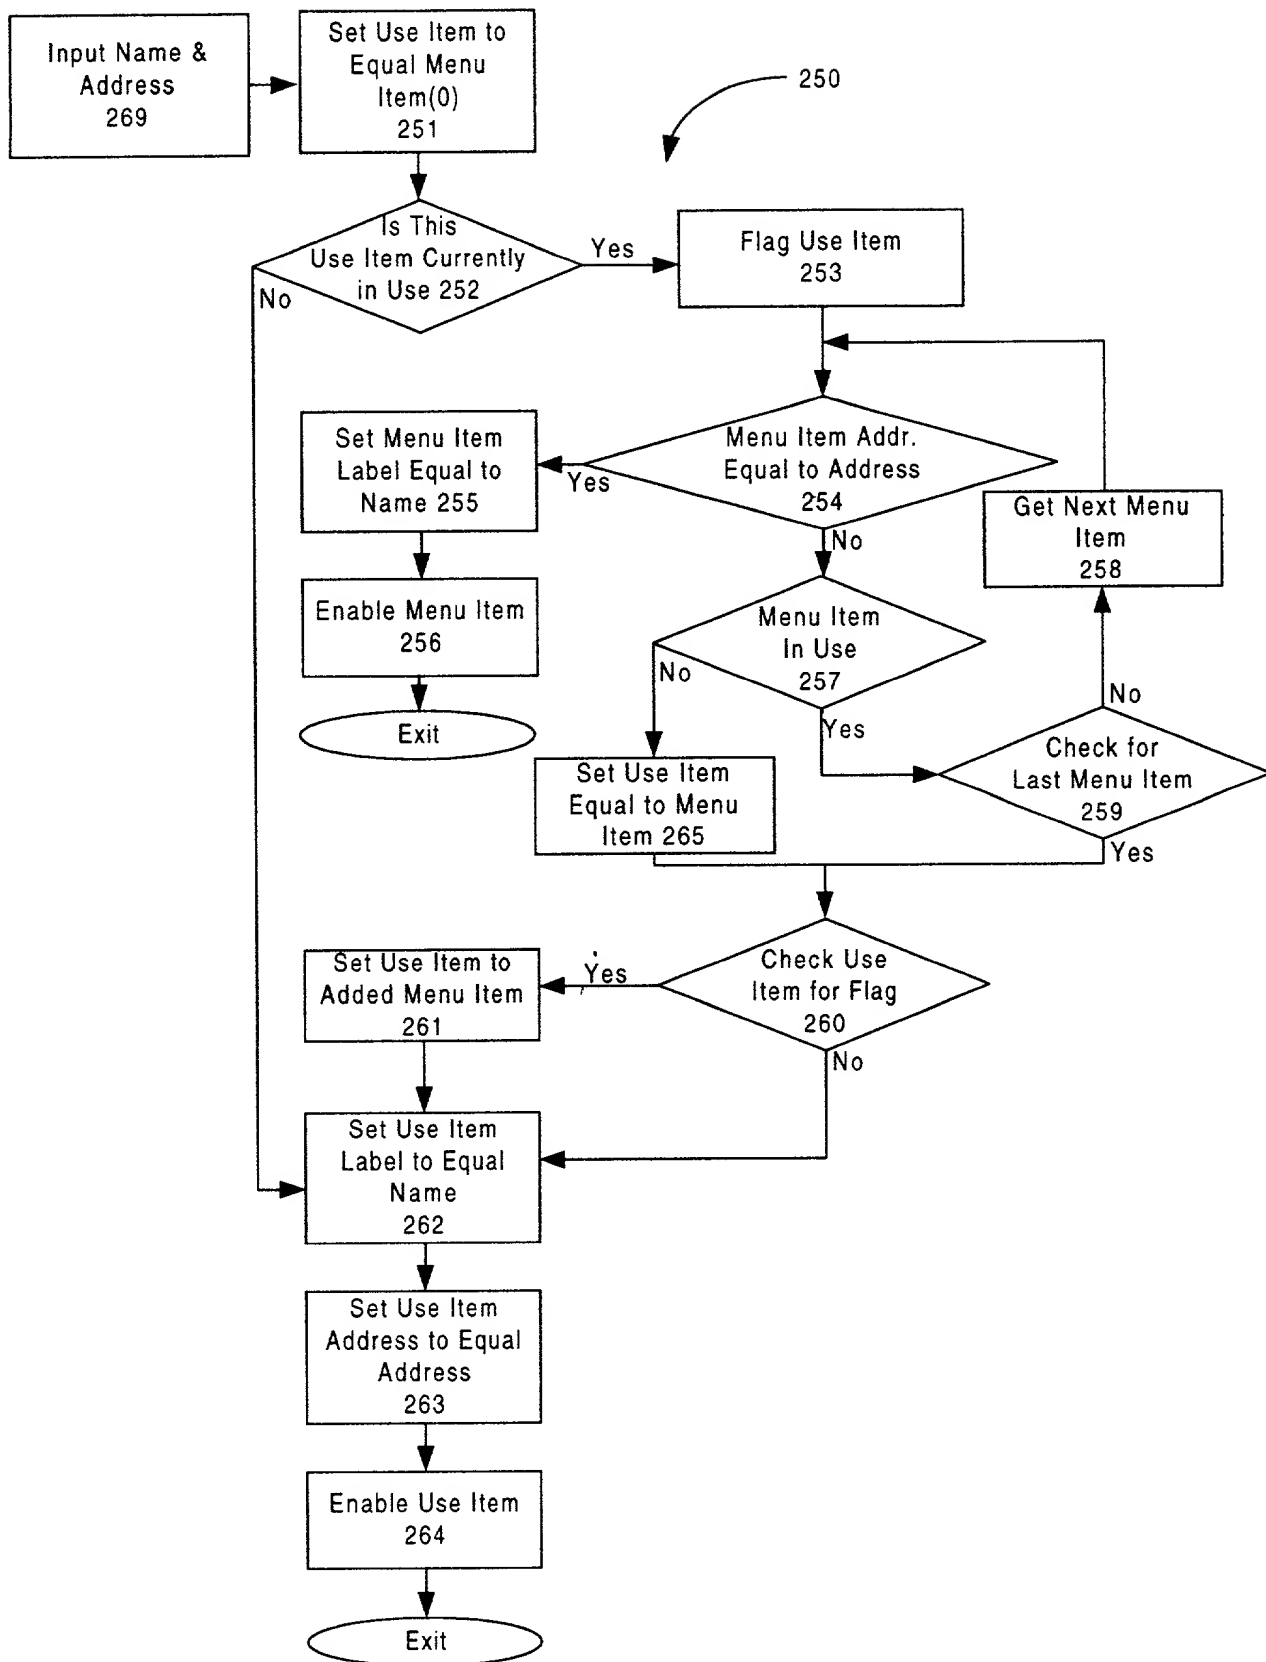 Input Name &
Address
269
Set Use Item to
Equal Menu
Item(0)
251
250
Is This
Use Item Currently
in Use 252
Yes
No
Flag Use Item
253
Menu Item Addr.
Equal to Address
254
Yes
No
Set Menu Item
Label Equal to
Name 255
Get Next Menu
Item
258
Enable Menu Item
256
Menu Item
In Use
257
No
Yes
Exit
No
Check for
Last Menu Item
259
Yes
Set Use Item
Equal to Menu
Item 265
Check Use
Item for Flag
260
Yes
No
Set Use Item to
Added Menu Item
261
Set Use Item
Label to Equal
Name
262
Set Use Item
Address to Equal
Address
263
Enable Use Item
264
Exit